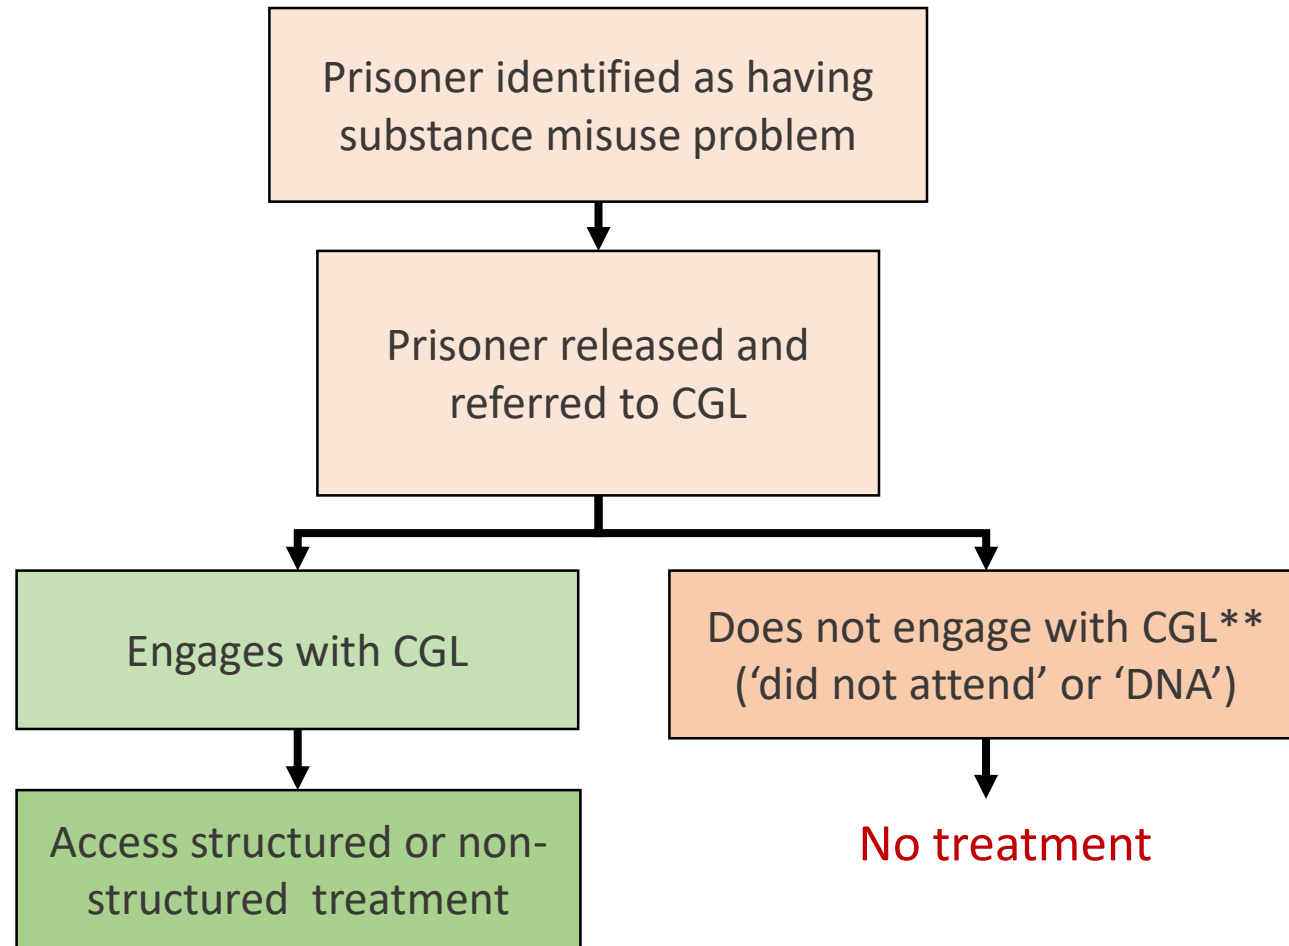 Prisoner identified as having
substance misuse problem
Prisoner released and
referred to CGL
Engages with CGL
Does not engage with CGL**
(‘did not attend’ or ‘DNA’)
Access structured or non-
structured  treatment
No treatment